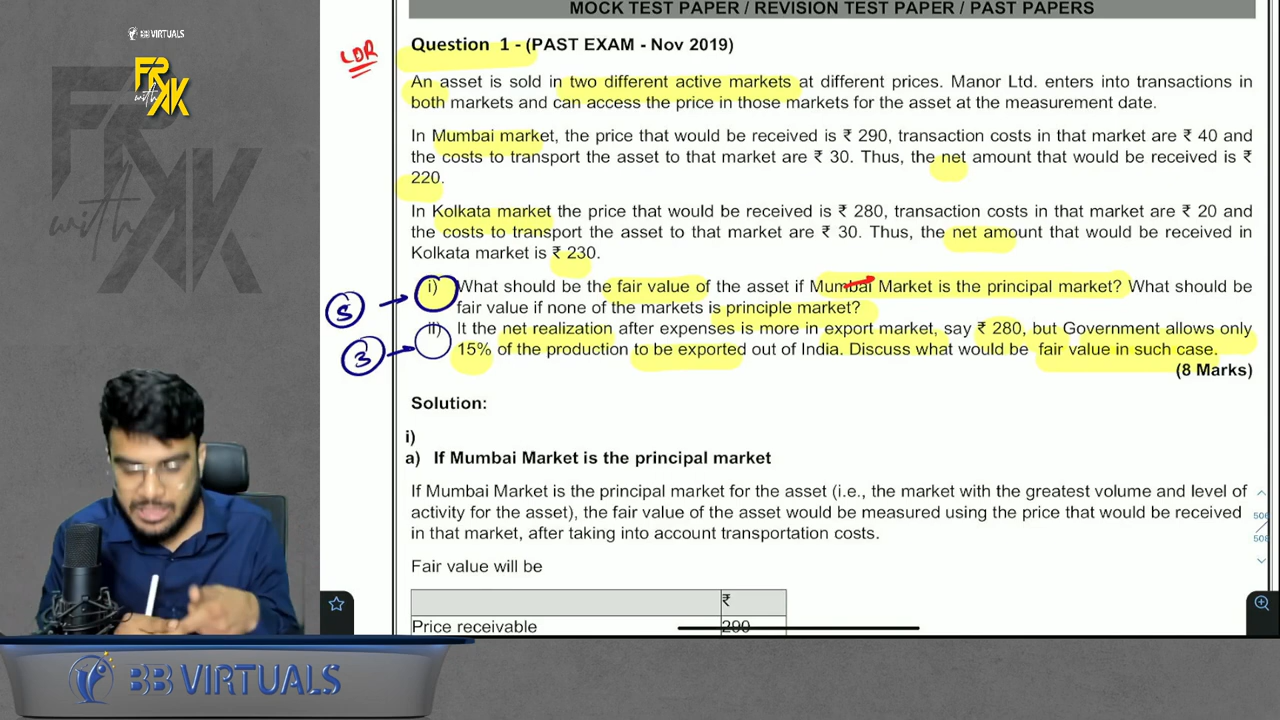 MOCK TEST PAPER / REVISION TEST PAPER / PAST PAPERS
BB VIRTUALS
FR
with
AK
FR
with
AK
LDR
Question 1 - (PAST EXAM - Nov 2019)
An asset is sold in two different active markets at different prices. Manor Ltd. enters into transactions in
both markets and can access the price in those markets for the asset at the measurement date.
In Mumbai market, the price that would be received is ₹ 290, transaction costs in that market are ₹ 40 and
the costs to transport the asset to that market are ₹ 30. Thus, the net amount that would be received is ₹
220.
In Kolkata market the price that would be received is ₹ 280, transaction costs in that market are ₹ 20 and
the costs to transport the asset to that market are ₹ 30. Thus, the net amount that would be received in
Kolkata market is ₹ 230.
i) What should be the fair value of the asset if Mumbai Market is the principal market? What should be
5
fair value if none of the markets is principle market?
ii) It the net realization after expenses is more in export market, say ₹ 280, but Government allows only
3
15% of the production to be exported out of India. Discuss what would be fair value in such case.
(8 Marks)
Solution:
i)
a) If Mumbai Market is the principal market
If Mumbai Market is the principal market for the asset (i.e., the market with the greatest volume and level of
activity for the asset), the fair value of the asset would be measured using the price that would be received
in that market, after taking into account transportation costs.
506
508
Fair value will be
₹
Price receivable 290
BB VIRTUALS